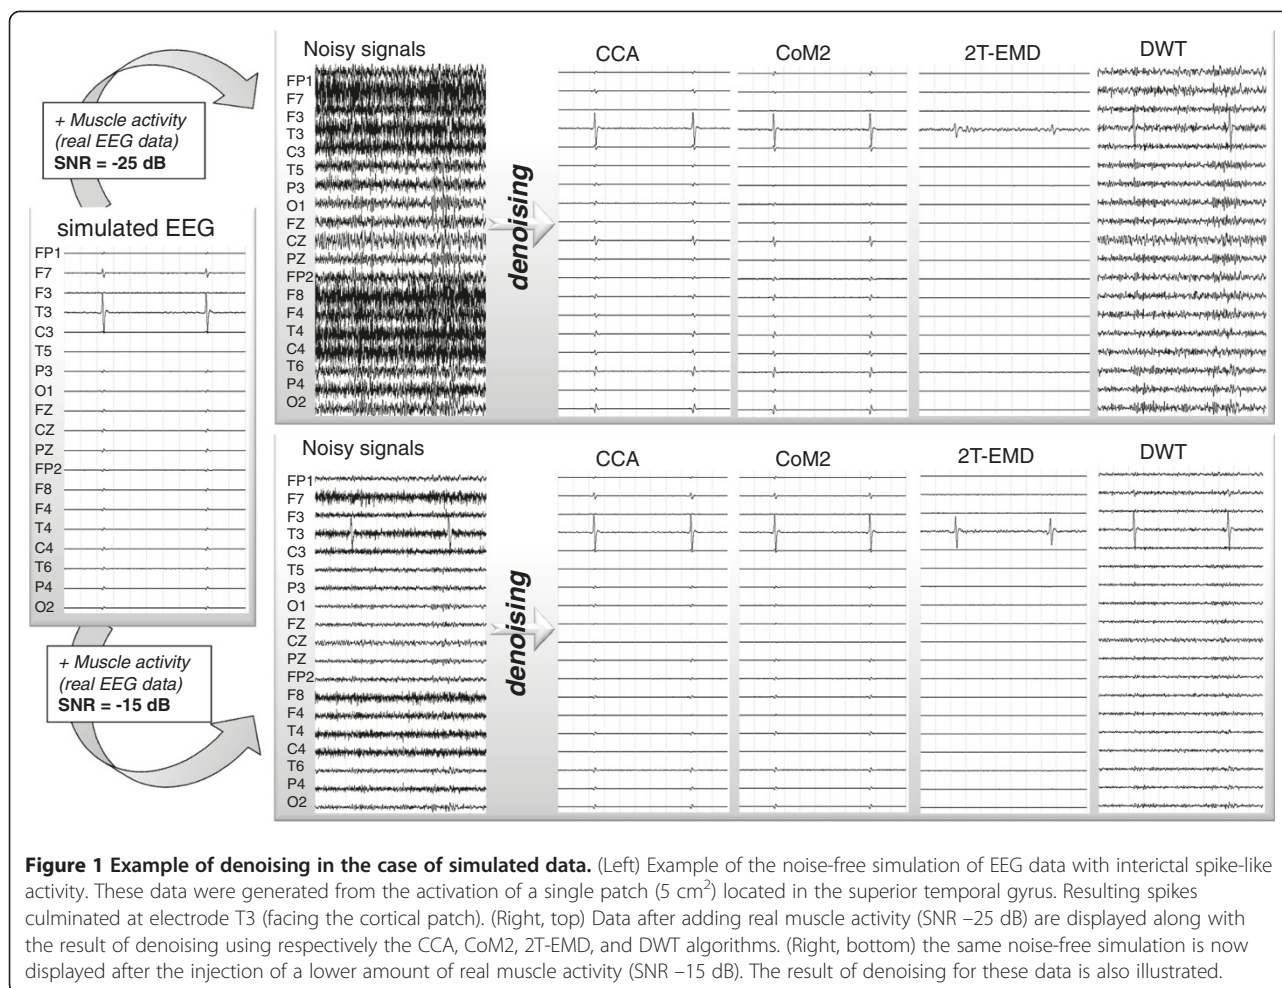 + Muscle activity
(real EEG data)
SNR = -25 dB
simulated EEG
FP1
F7
F3
T3
C3
T5
P3
O1
FZ
CZ
PZ
FP2
F8
F4
T4
C4
T6
P4
O2
+ Muscle activity
(real EEG data)
SNR = -15 dB
Noisy signals
FP1
F7
F3
T3
C3
T5
P3
O1
FZ
CZ
PZ
FP2
F8
F4
T4
C4
T6
P4
O2
denoising
CCA
CoM2
2T-EMD
DWT
Noisy signals
FP1
F7
F3
T3
C3
T5
P3
O1
FZ
CZ
PZ
FP2
F8
F4
T4
C4
T6
P4
O2
denoising
CCA
CoM2
2T-EMD
DWT
Figure 1 Example of denoising in the case of simulated data. (Left) Example of the noise-free simulation of EEG data with interictal spike-like
activity. These data were generated from the activation of a single patch (5 cm²) located in the superior temporal gyrus. Resulting spikes
culminated at electrode T3 (facing the cortical patch). (Right, top) Data after adding real muscle activity (SNR –25 dB) are displayed along with
the result of denoising using respectively the CCA, CoM2, 2T-EMD, and DWT algorithms. (Right, bottom) the same noise-free simulation is now
displayed after the injection of a lower amount of real muscle activity (SNR –15 dB). The result of denoising for these data is also illustrated.